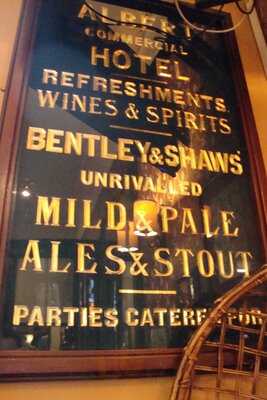 ALBERT
COMMERCIAL
HOTEL
REFRESHMENTS.
WINES & SPIRITS
BENTLEY & SHAWS'
UNRIVALLED
MILD & PALE
ALES & STOUT
PARTIES CATERED FOR